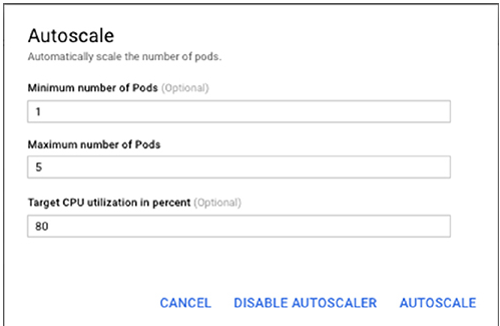 Autoscale
Automatically scale the number of pods.
Minimum number of Pods (Optional)
1
Maximum number of Pods
5
Target CPU utilization in percent (Optional)
80
CANCEL DISABLE AUTOSCALER AUTOSCALE